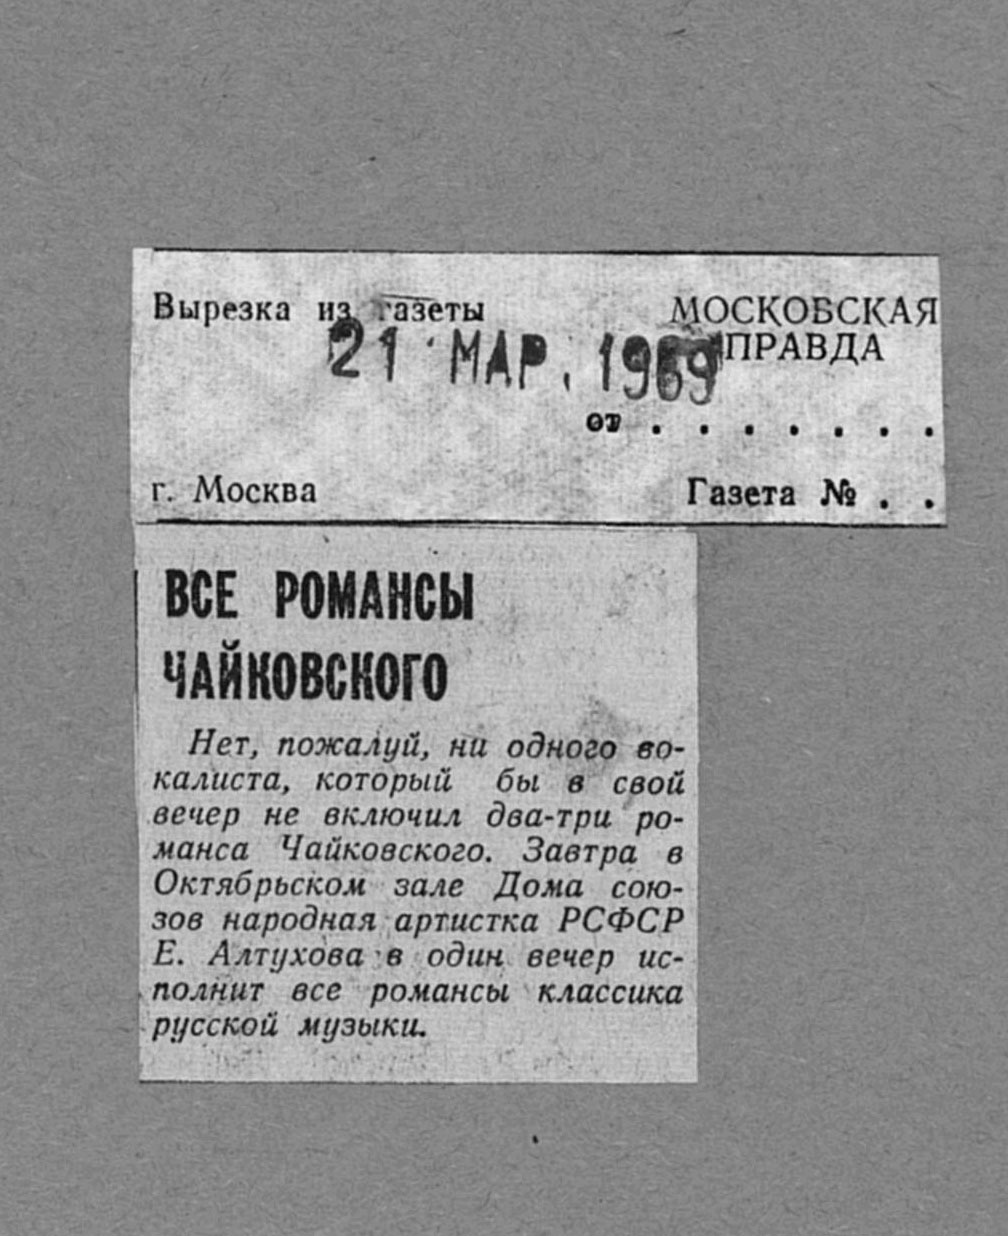 Вырезка из газеты
МОСКОВСКАЯ
ПРАВДА
21 МАР. 1969
от . . . . . . .
г. Москва
Газета № . .
ВСЕ РОМАНСЫ
ЧАЙКОВСКОГО
Нет, пожалуй, ни одного во-
калиста, который бы в свой
вечер не включил два-три ро-
манса Чайковского. Завтра в
Октябрьском зале Дома сою-
зов народная артистка РСФСР
Е. Алтухова в один вечер ис-
полнит все романсы классика
русской музыки.